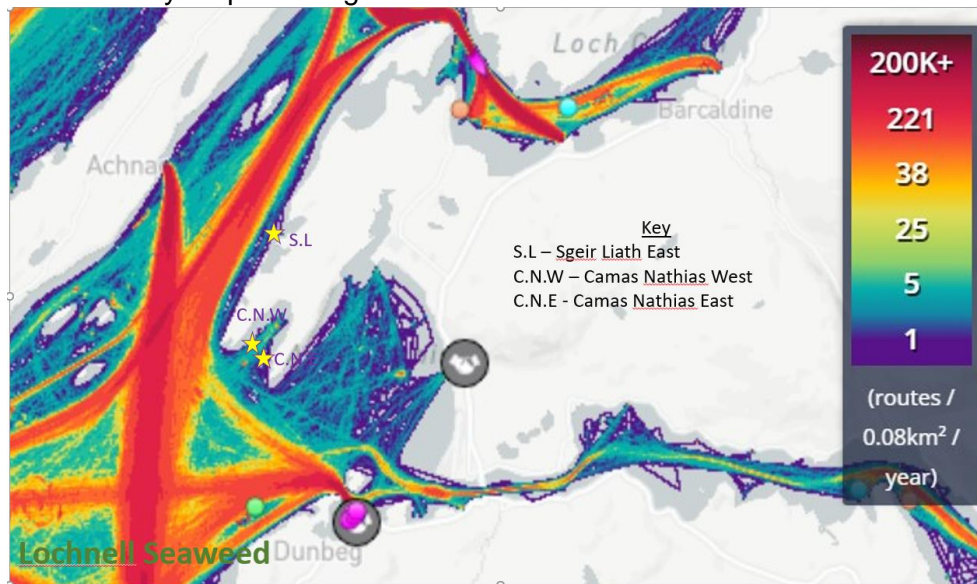 Loch
Barcaldine
Achna
S.L
Key
S.L – Sgeir Liath East
C.N.W – Camas Nathias West
C.N.E - Camas Nathias East
C.N.W
C.N.
Lochnell Seaweed
Dunbeg
200K+
221
38
25
5
1
(routes /
0.08km² /
year)